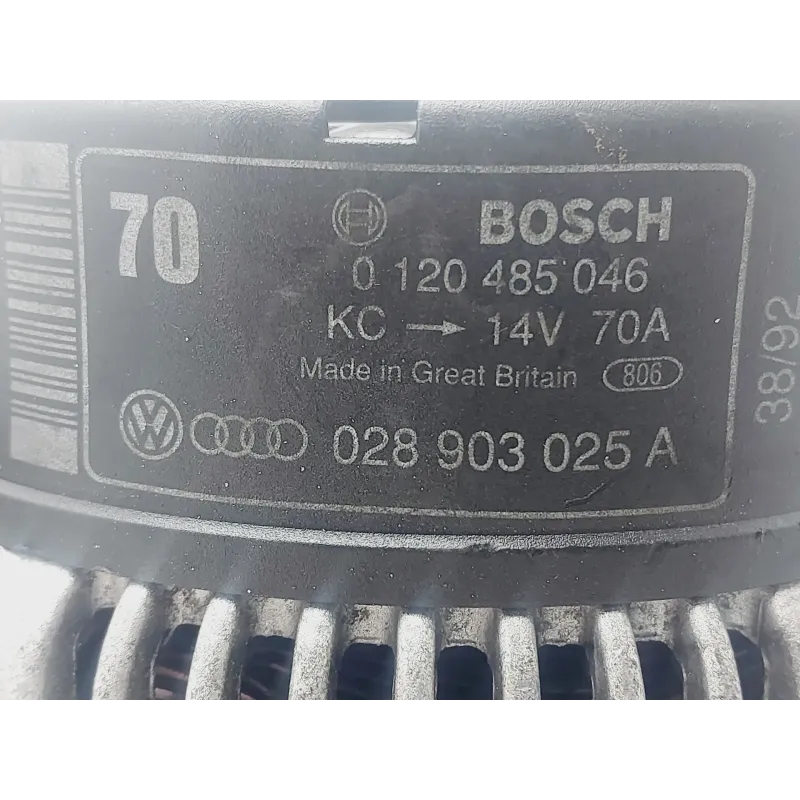 70
BOSCH
0 120 485 046
KC → 14V 70A
Made in Great Britain 806
VW 028 903 025 A
38/92